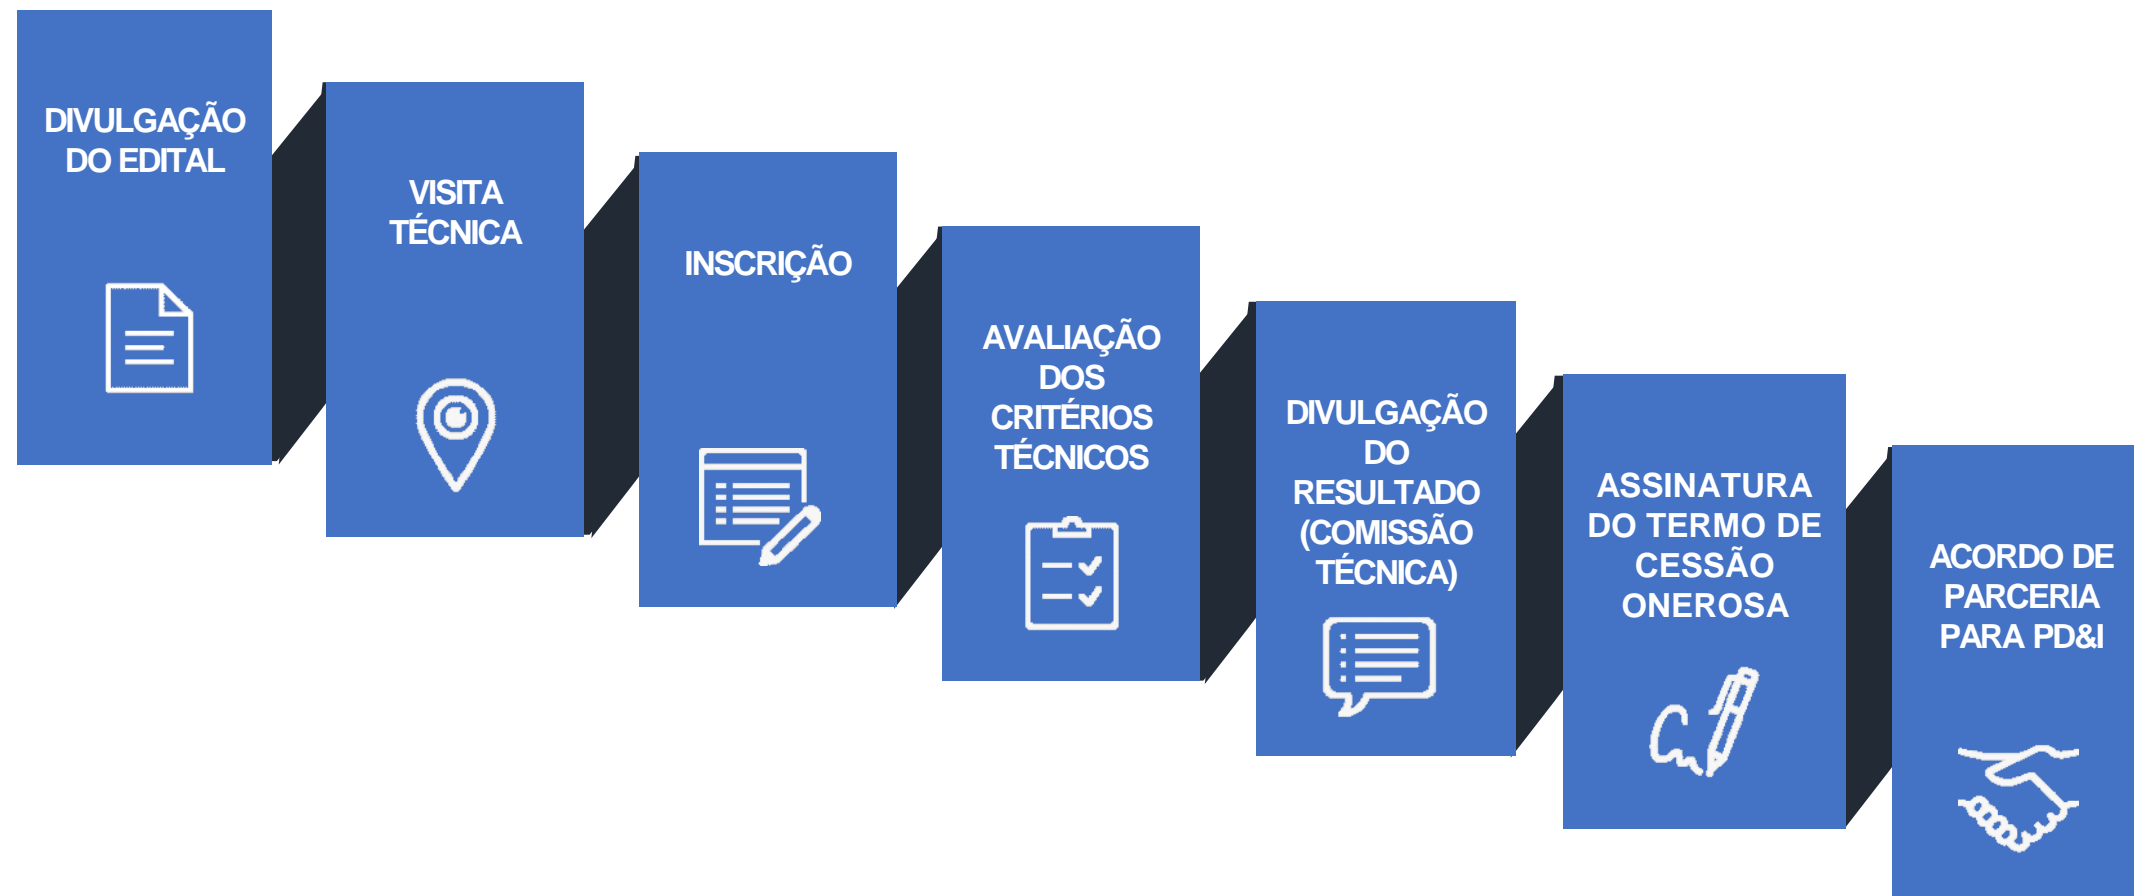 DIVULGAÇÃO
DO EDITAL
VISITA
TÉCNICA
INSCRIÇÃO
AVALIAÇÃO
DOS
CRITÉRIOS
TÉCNICOS
DIVULGAÇÃO
DO
RESULTADO
(COMISSÃO
TÉCNICA)
ASSINATURA
DO TERMO DE
CESSÃO
ONEROSA
ACORDO DE
PARCERIA
PARA PD&I